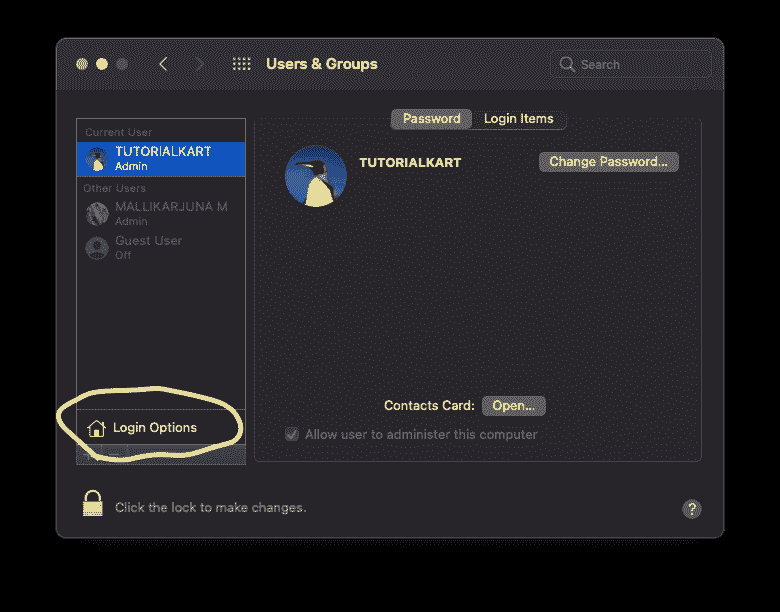 Users & Groups
Search
Password
Login Items
Current User
TUTORIALKART
Admin
Other Users
MALLIKARJUNA M
Admin
Guest User
Off
Login Options
TUTORIALKART
Change Password...
Contacts Card:
Open...
Allow user to administer this computer
Click the lock to make changes.
?